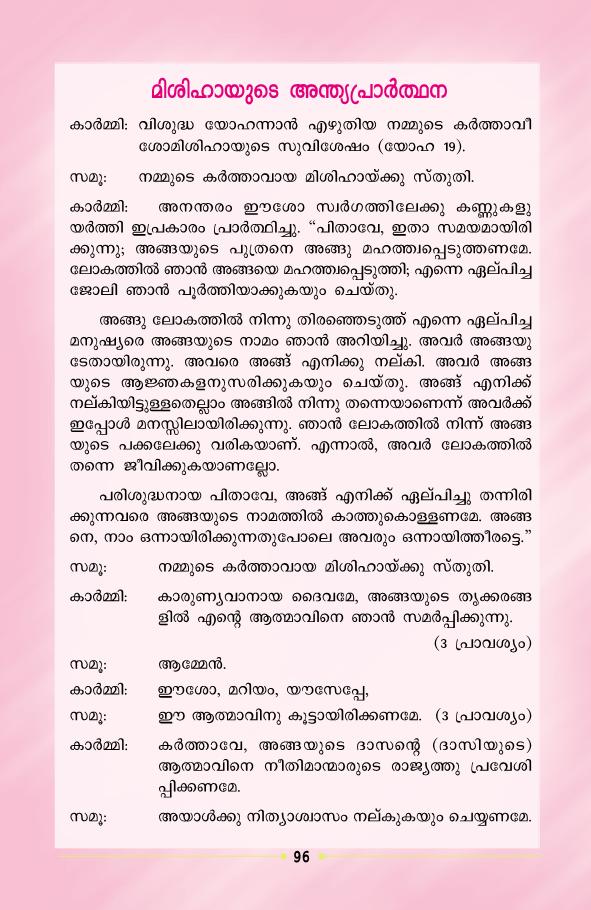 മിശിഹായുടെ അന്ത്യപ്രാർത്ഥന
കാർമ്മി: വിശുദ്ധ യോഹന്നാൻ എഴുതിയ നമ്മുടെ കർത്താവീ
ശോമിശിഹായുടെ സുവിശേഷം (യോഹ 19).
സമൂ: നമ്മുടെ കർത്താവായ മിശിഹായ്ക്കു സ്തുതി.
കാർമ്മി: അനന്തരം ഈശോ സ്വർഗത്തിലേക്കു കണ്ണുകളു
യർത്തി ഇപ്രകാരം പ്രാർത്ഥിച്ചു. “പിതാവേ, ഇതാ സമയമായിരി
ക്കുന്നു; അങ്ങയുടെ പുത്രനെ അങ്ങു മഹത്ത്വപ്പെടുത്തണമേ.
ലോകത്തിൽ ഞാൻ അങ്ങയെ മഹത്ത്വപ്പെടുത്തി; എന്നെ ഏല്പിച്ച
ജോലി ഞാൻ പൂർത്തിയാക്കുകയും ചെയ്തു.
അങ്ങു ലോകത്തിൽ നിന്നു തിരഞ്ഞെടുത്ത് എന്നെ ഏല്പിച്ച
മനുഷ്യരെ അങ്ങയുടെ നാമം ഞാൻ അറിയിച്ചു. അവർ അങ്ങയു
ടേതായിരുന്നു. അവരെ അങ്ങ് എനിക്കു നല്കി. അവർ അങ്ങ
യുടെ ആജ്ഞകളനുസരിക്കുകയും ചെയ്തു. അങ്ങ് എനിക്ക്
നല്കിയിട്ടുള്ളതെല്ലാം അങ്ങിൽ നിന്നു തന്നെയാണെന്ന് അവർക്ക്
ഇപ്പോൾ മനസ്സിലായിരിക്കുന്നു. ഞാൻ ലോകത്തിൽ നിന്ന് അങ്ങ
യുടെ പക്കലേക്കു വരികയാണ്. എന്നാൽ, അവർ ലോകത്തിൽ
തന്നെ ജീവിക്കുകയാണല്ലോ.
പരിശുദ്ധനായ പിതാവേ, അങ്ങ് എനിക്ക് ഏല്പിച്ചു തന്നിരി
ക്കുന്നവരെ അങ്ങയുടെ നാമത്തിൽ കാത്തുകൊള്ളണമേ. അങ്ങ
നെ, നാം ഒന്നായിരിക്കുന്നതുപോലെ അവരും ഒന്നായിത്തീരട്ടെ.”
സമൂ: നമ്മുടെ കർത്താവായ മിശിഹായ്ക്കു സ്തുതി.
കാർമ്മി: കാരുണ്യവാനായ ദൈവമേ, അങ്ങയുടെ തൃക്കരങ്ങ
ളിൽ എന്റെ ആത്മാവിനെ ഞാൻ സമർപ്പിക്കുന്നു.
(3 പ്രാവശ്യം)
സമൂ: ആമ്മേൻ.
കാർമ്മി: ഈശോ, മറിയം, യൗസേപ്പേ,
സമൂ: ഈ ആത്മാവിനു കൂട്ടായിരിക്കണമേ. (3 പ്രാവശ്യം)
കാർമ്മി: കർത്താവേ, അങ്ങയുടെ ദാസന്റെ (ദാസിയുടെ)
ആത്മാവിനെ നീതിമാന്മാരുടെ രാജ്യത്തു പ്രവേശി
പ്പിക്കണമേ.
സമൂ: അയാൾക്കു നിത്യാശ്വാസം നല്കുകയും ചെയ്യണമേ.
96